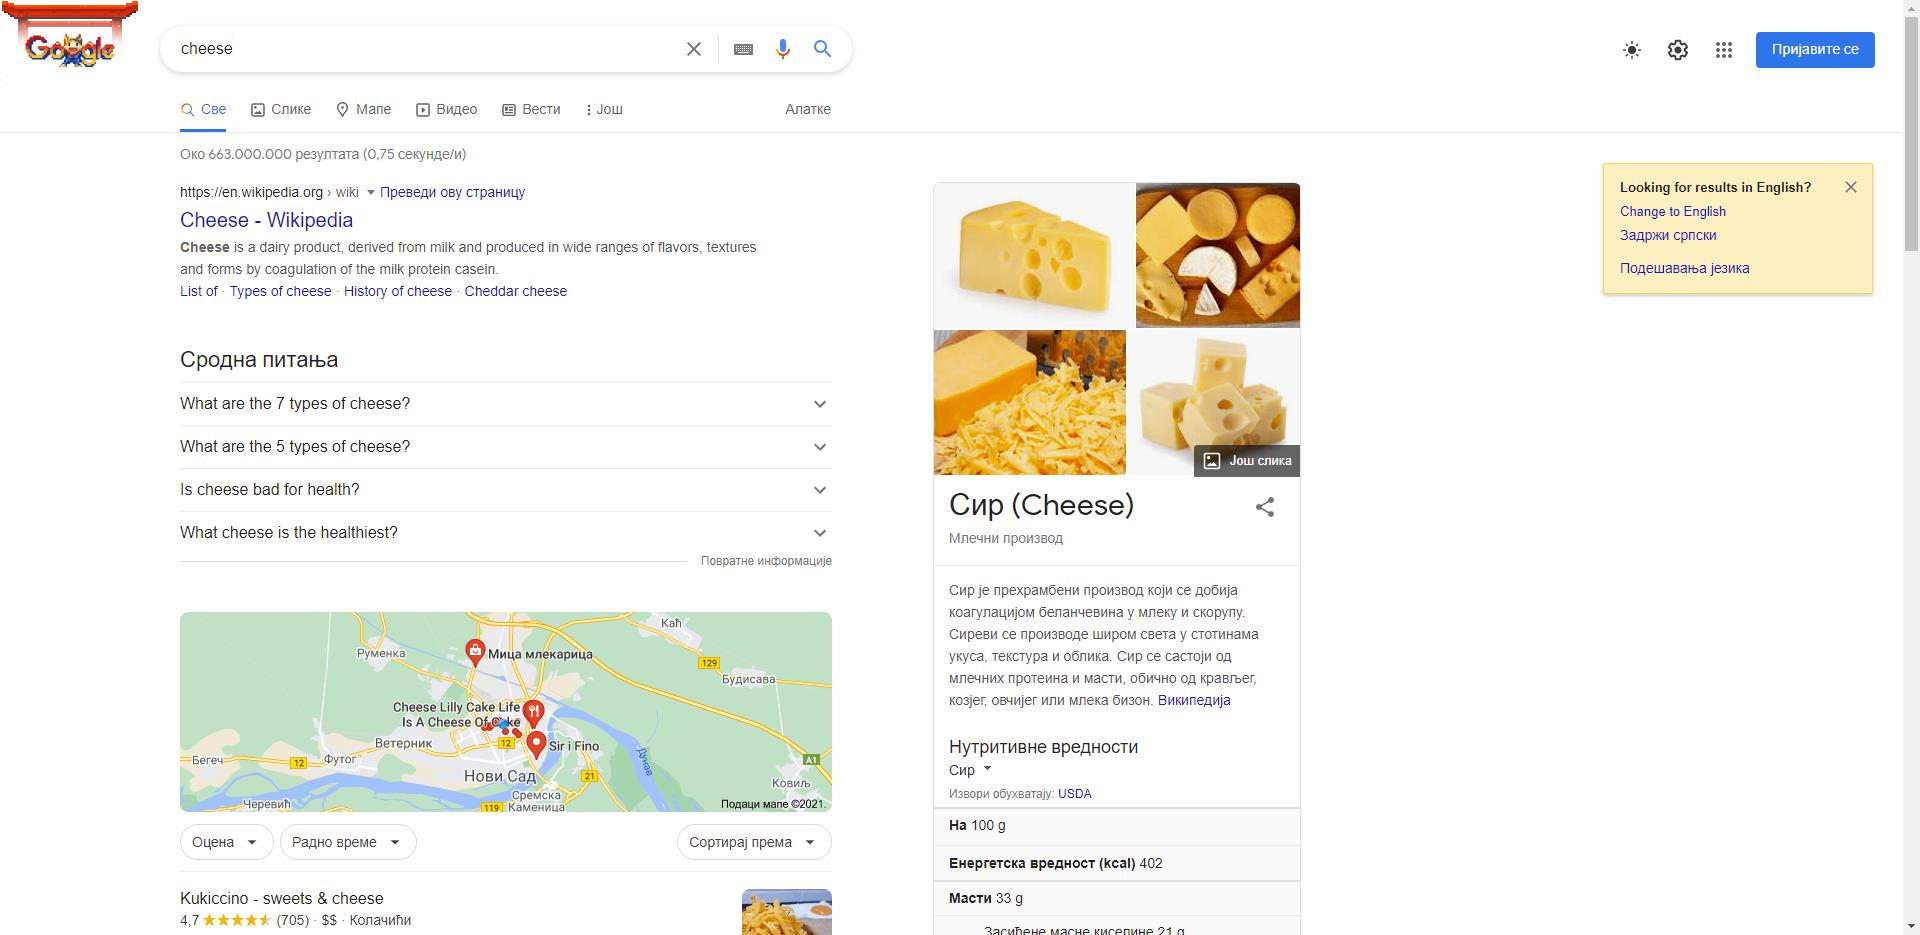 Google
cheese
Пријавите се
Све
Слике
Мапе
Видео
Вести
Још
Алатке
Око 663.000.000 резултата (0,75 секунде/и)
https://en.wikipedia.org › wiki
Преведи ову страницу
Cheese - Wikipedia
Cheese is a dairy product, derived from milk and produced in wide ranges of flavors, textures
and forms by coagulation of the milk protein casein.
List of · Types of cheese · History of cheese · Cheddar cheese
Сродна питања
What are the 7 types of cheese?
What are the 5 types of cheese?
Is cheese bad for health?
What cheese is the healthiest?
Повратне информације
Каћ
Руменка
Мица млекарица
129
Будисава
Cheese Lilly Cake Life
Is A Cheese Of Cake
Ветерник
12
Sir i Fino
Бегеч
12
Футог
Дунав
A1
Нови Сад
21
Ковиљ
Сремска
Каменица
Черевић
119
Подаци мапе ©2021.
Оцена
Радно време
Сортирај према
Kukiccino - sweets & cheese
4,7 (705) · $$ · Колачићи
Још слика
Сир (Cheese)
Млечни производ
Сир је прехрамбени производ који се добија
коагулацијом беланчевина у млеку и скорупу.
Сиреви се производе широм света у стотинама
укуса, текстура и облика. Сир се састоји од
млечних протеина и масти, обично од крављег,
козјег, овчијег или млека бизон. Википедија
Нутритивне вредности
Сир
Извори обухватају: USDA
На 100 g
Енергетска вредност (kcal) 402
Масти 33 g
Засићене масне киселине 21 g
Looking for results in English?
Change to English
Задржи српски
Подешавања језика